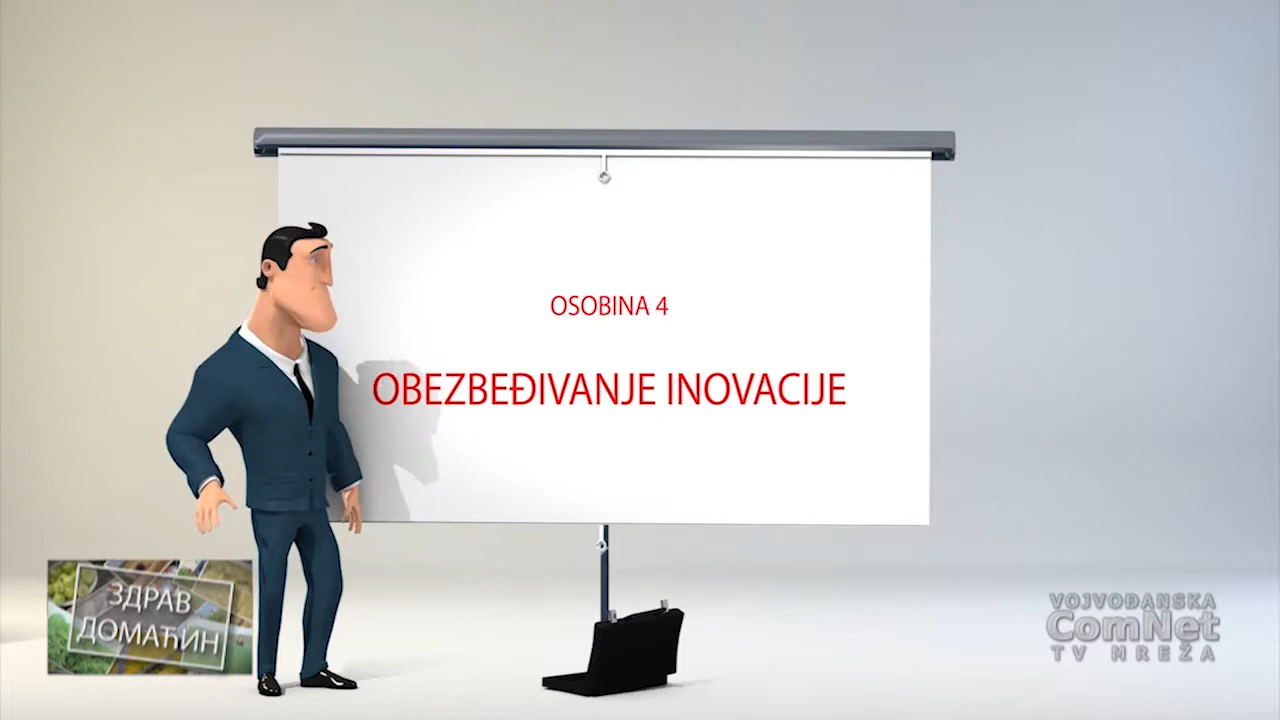 OSOBINA 4
OBEZBEĐIVANJE INOVACIJE
ЗДРАВ
ДОМАЋИН
VOJVOĐANSKA
ComNet
TV MREŽA